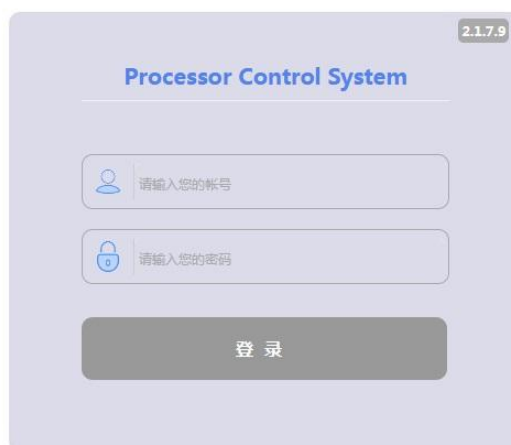 2.1.7.9
Processor Control System
请输入您的帐号
请输入您的密码
登 录